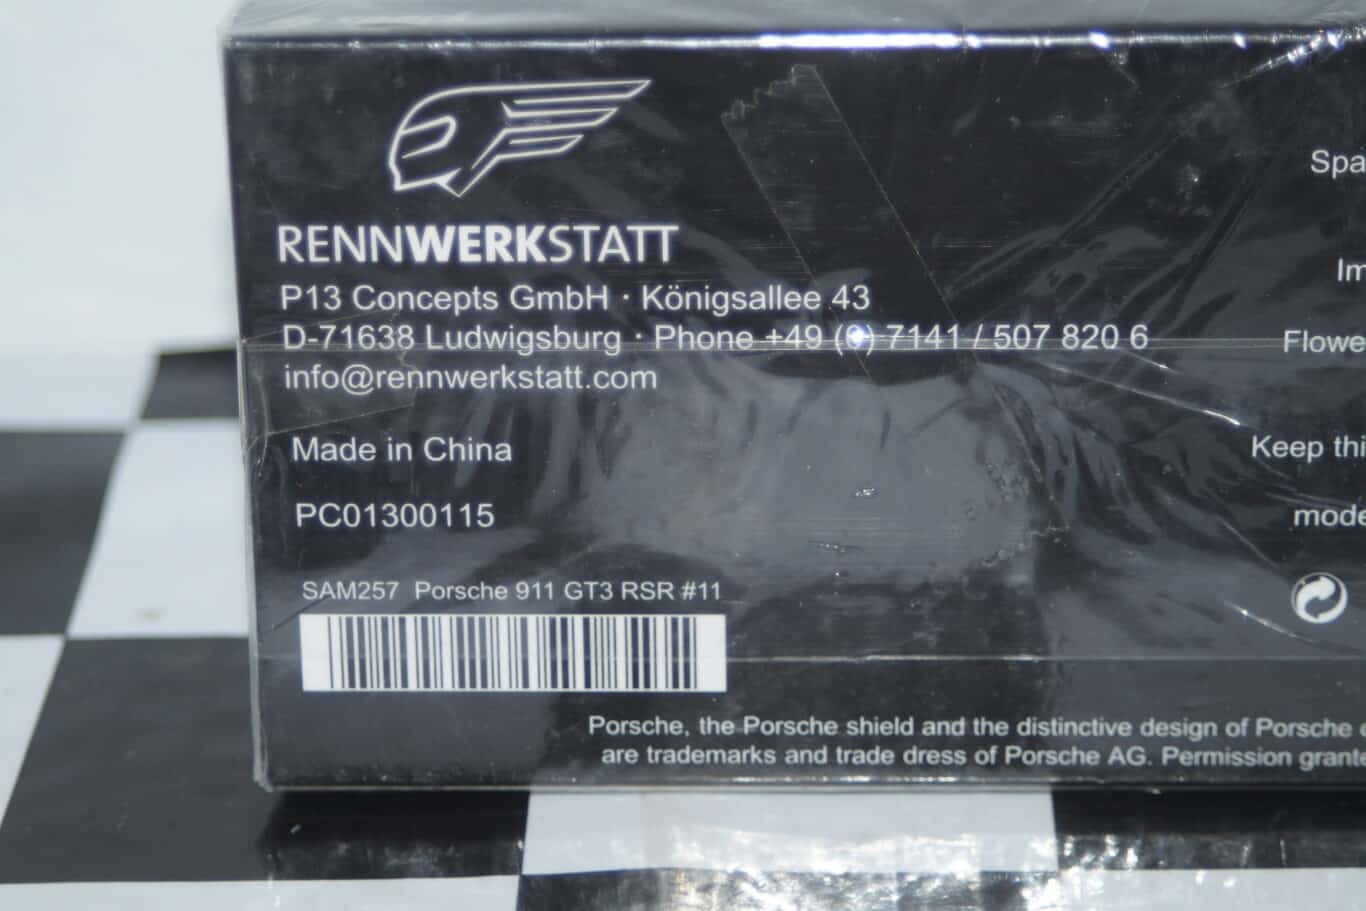 RENNWERKSTATT
P13 Concepts GmbH · Königsallee 43
D-71638 Ludwigsburg · Phone +49 (0) 7141 / 507 820 6
info@rennwerkstatt.com
Made in China
PC01300115
SAM257 Porsche 911 GT3 RSR #11
Porsche, the Porsche shield and the distinctive design of Porsche
are trademarks and trade dress of Porsche AG. Permission
Keep